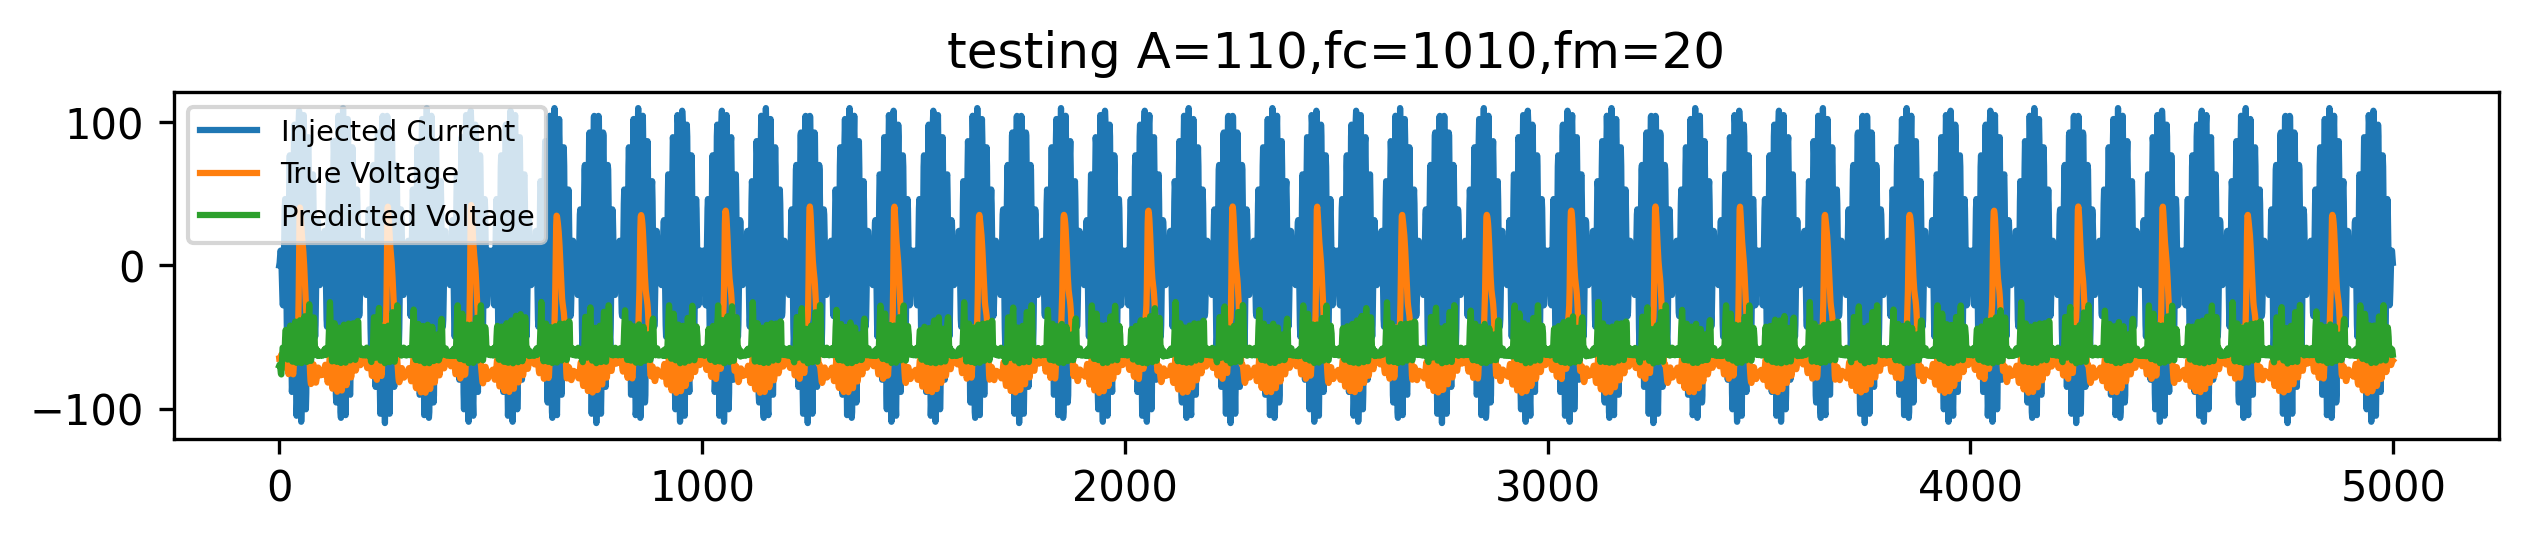 testing A=110,fc=1010,fm=20
100
0
−100
Injected Current
True Voltage
Predicted Voltage
0 1000 2000 3000 4000 5000